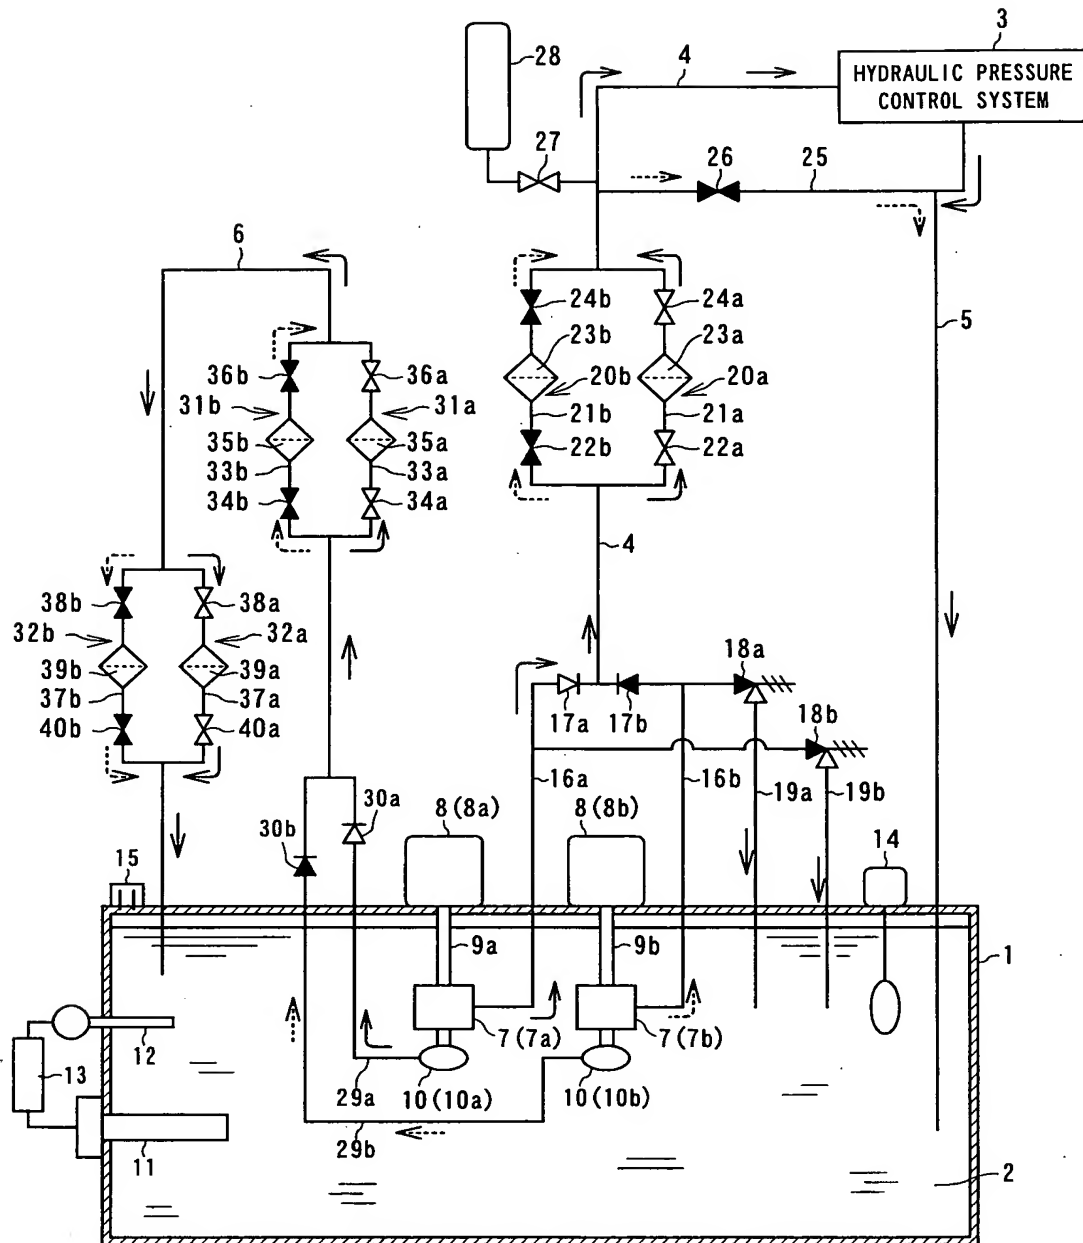 3
4
28
HYDRAULIC PRESSURE
CONTROL SYSTEM
27
26
25
6
24b
24a
5
23b
23a
36b
36a
20b
20a
31b
31a
21b
21a
35b
35a
22b
22a
33b
33a
34b
34a
4
38b
38a
32b
32a
18a
39b
39a
37b
37a
17a
17b
18b
40b
40a
16a
16b
19a
19b
30a
8(8a)
8(8b)
30b
14
15
9a
9b
1
7(7a)
7(7b)
12
13
29a
10(10a)
10(10b)
29b
11
2